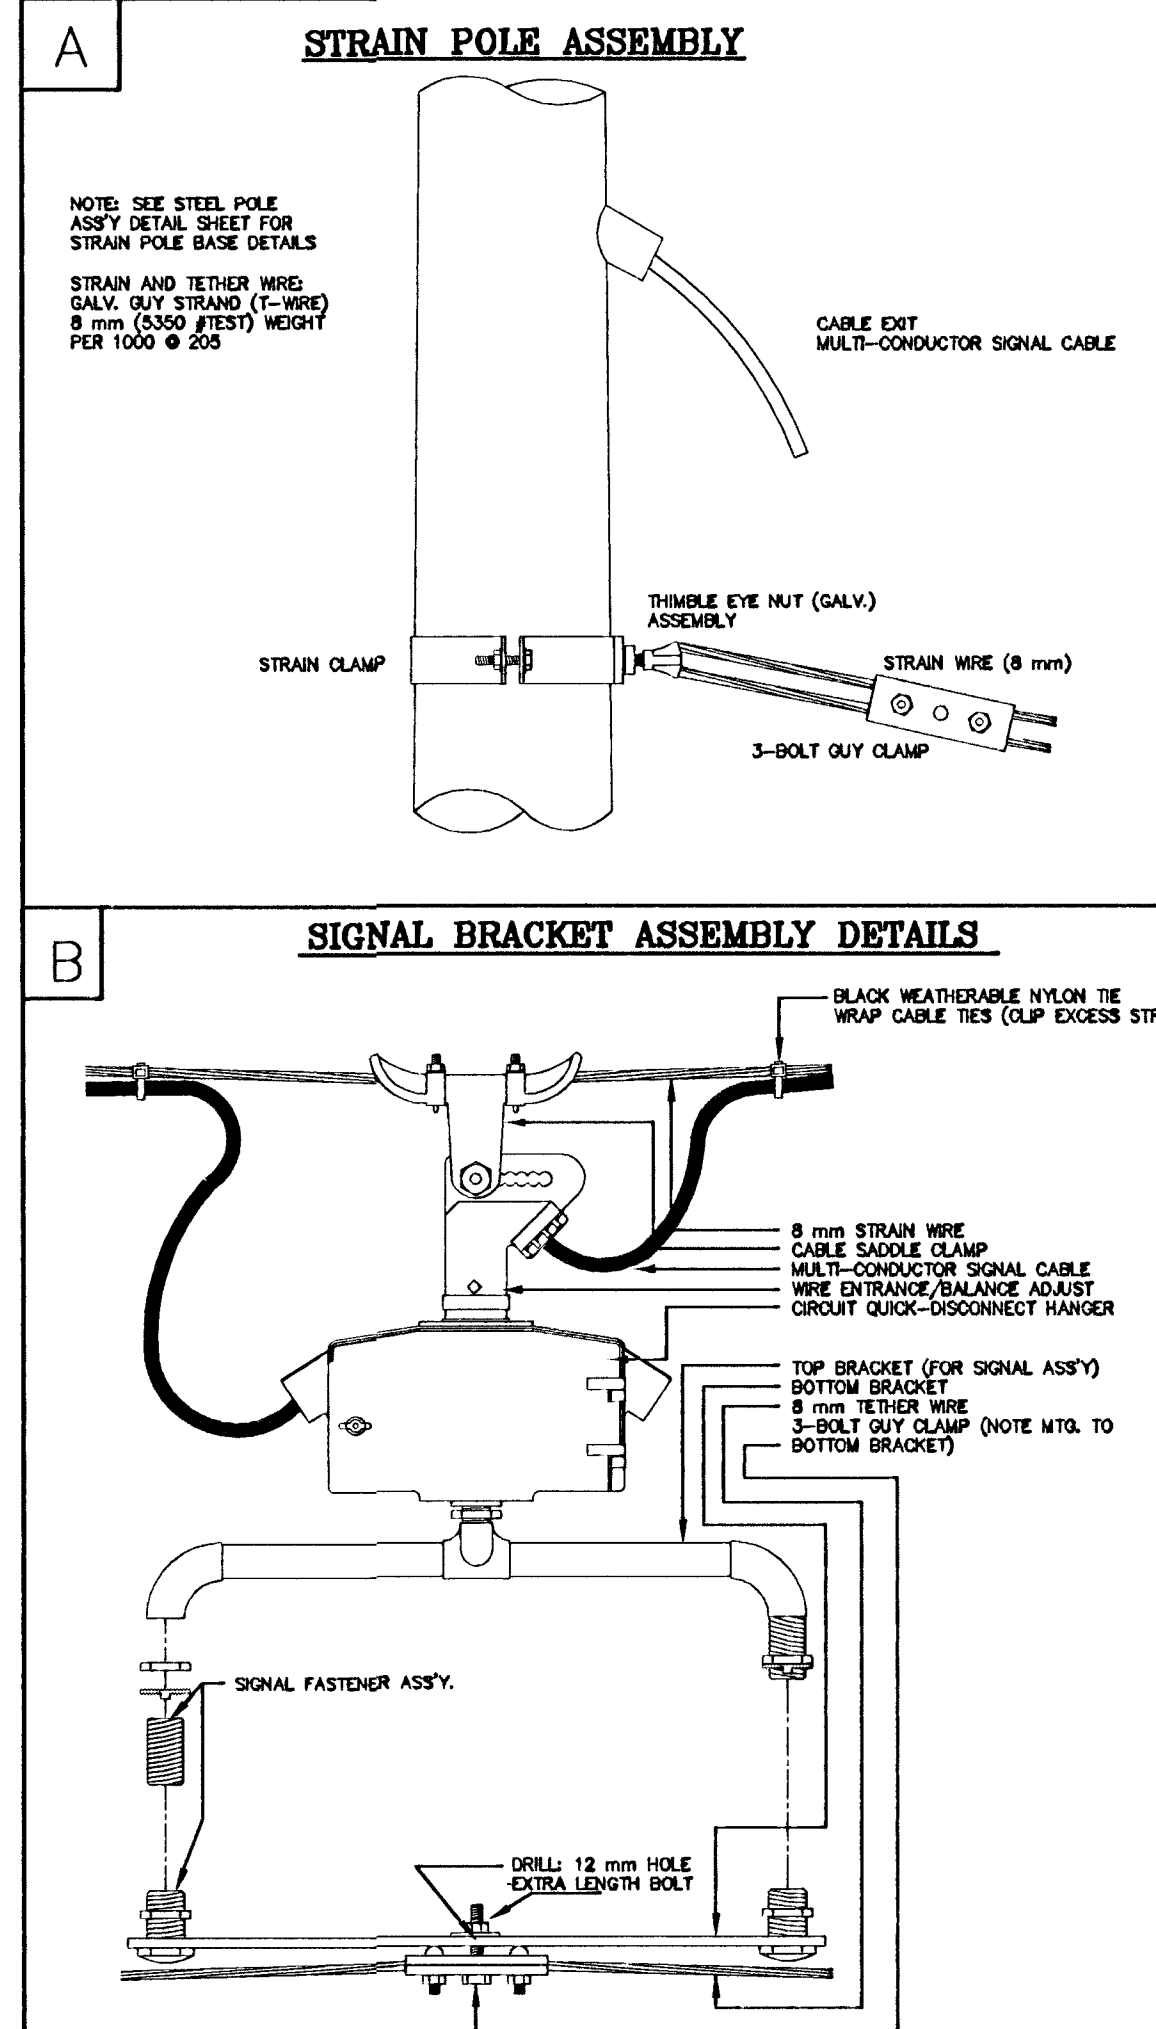 A
STRAIN POLE ASSEMBLY
NOTE: SEE STEEL POLE
ASS'Y DETAIL SHEET FOR
STRAIN POLE BASE DETAILS
STRAIN AND TETHER WIRE:
GALV. GUY STRAND (T-WIRE)
8 mm (5350 #TEST) WEIGHT
PER 1000 @ 205
CABLE EXIT
MULTI-CONDUCTOR SIGNAL CABLE
THIMBLE EYE NUT (GALV.)
ASSEMBLY
STRAIN CLAMP
STRAIN WIRE (8 mm)
3-BOLT GUY CLAMP
B
SIGNAL BRACKET ASSEMBLY DETAILS
BLACK WEATHERABLE NYLON TIE
WRAP CABLE TIES (CLIP EXCESS
8 mm STRAIN WIRE
CABLE SADDLE CLAMP
MULTI-CONDUCTOR SIGNAL CABLE
WIRE ENTRANCE/BALANCE ADJUST
CIRCUIT QUICK-DISCONNECT HANGER
TOP BRACKET (FOR SIGNAL ASS'Y)
BOTTOM BRACKET
8 mm TETHER WIRE
3-BOLT GUY CLAMP (NOTE MTG. TO
BOTTOM BRACKET)
SIGNAL FASTENER ASS'Y.
DRILL: 12 mm HOLE
-EXTRA LENGTH BOLT